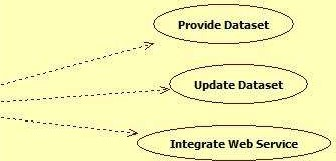 Provide Dataset
Update Dataset
Integrate Web Service